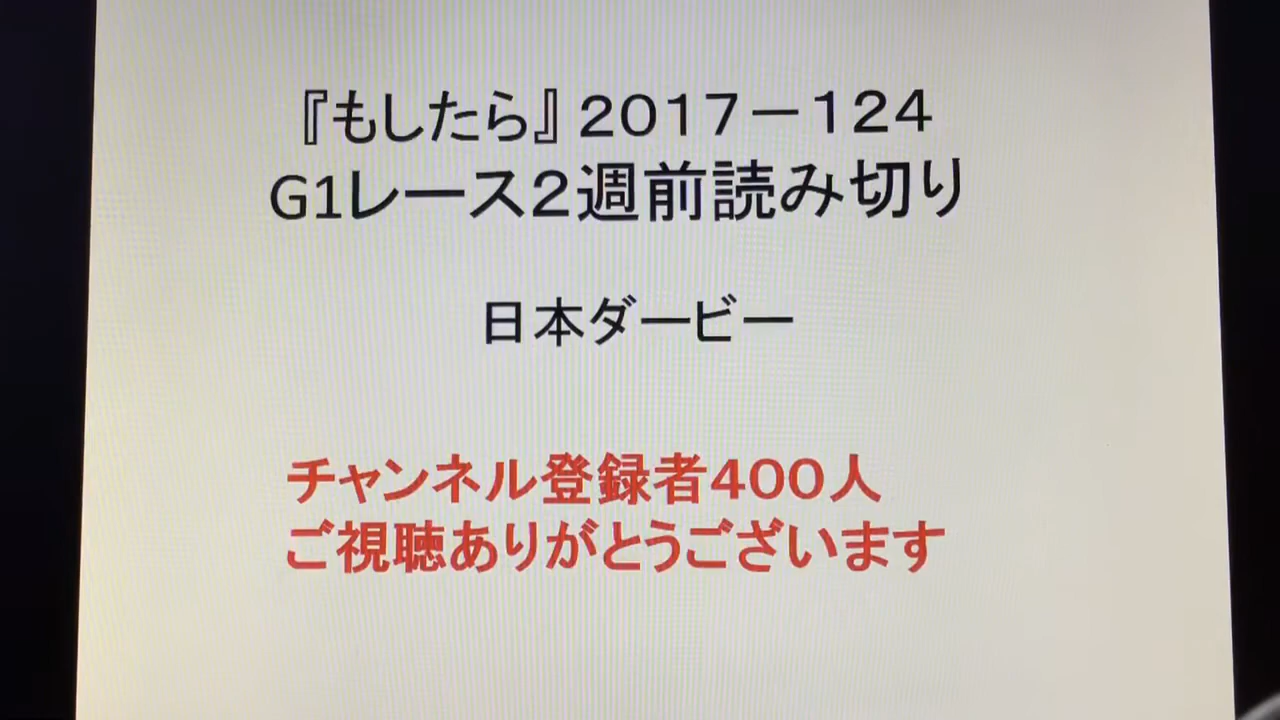 『もしたら』２０１７－１２４
G1レース２週前読み切り
日本ダービー
チャンネル登録者４００人
ご視聴ありがとうございます